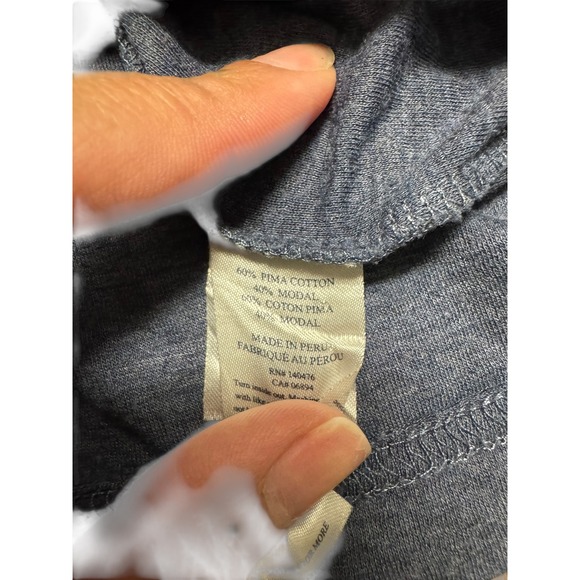 60% PIMA COTTON
40% MODAL
60% COTON PIMA
40% MODAL
MADE IN PERU
FABRIQUÉ AU PÉROU
RN# 140476
CA# 06894
Turn inside out. Machine
with like
MORE